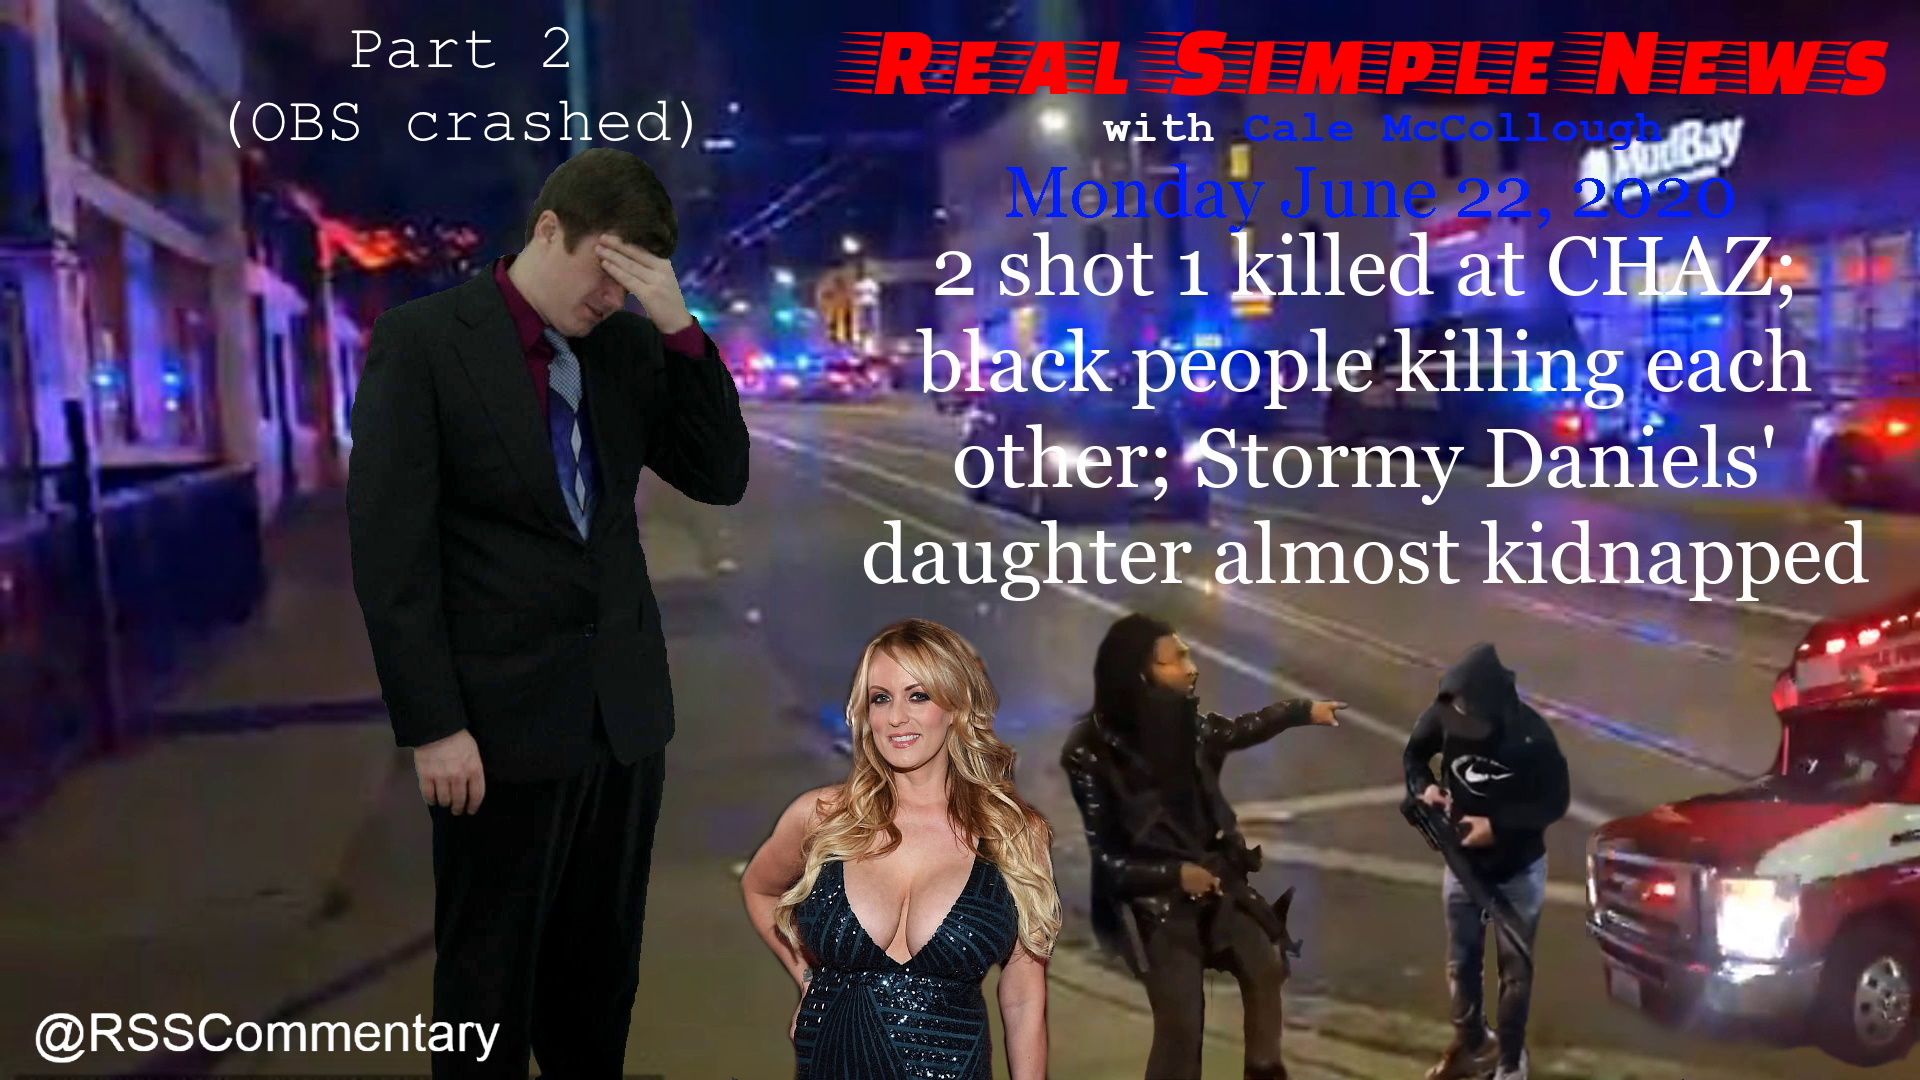 Part 2
(OBS crashed)
REAL SIMPLE NEWS
with Cale McCollough
Monday June 22, 2020
2 shot 1 killed at CHAZ;
black people killing each
other; Stormy Daniels'
daughter almost kidnapped
ModBay
@RSSCommentary